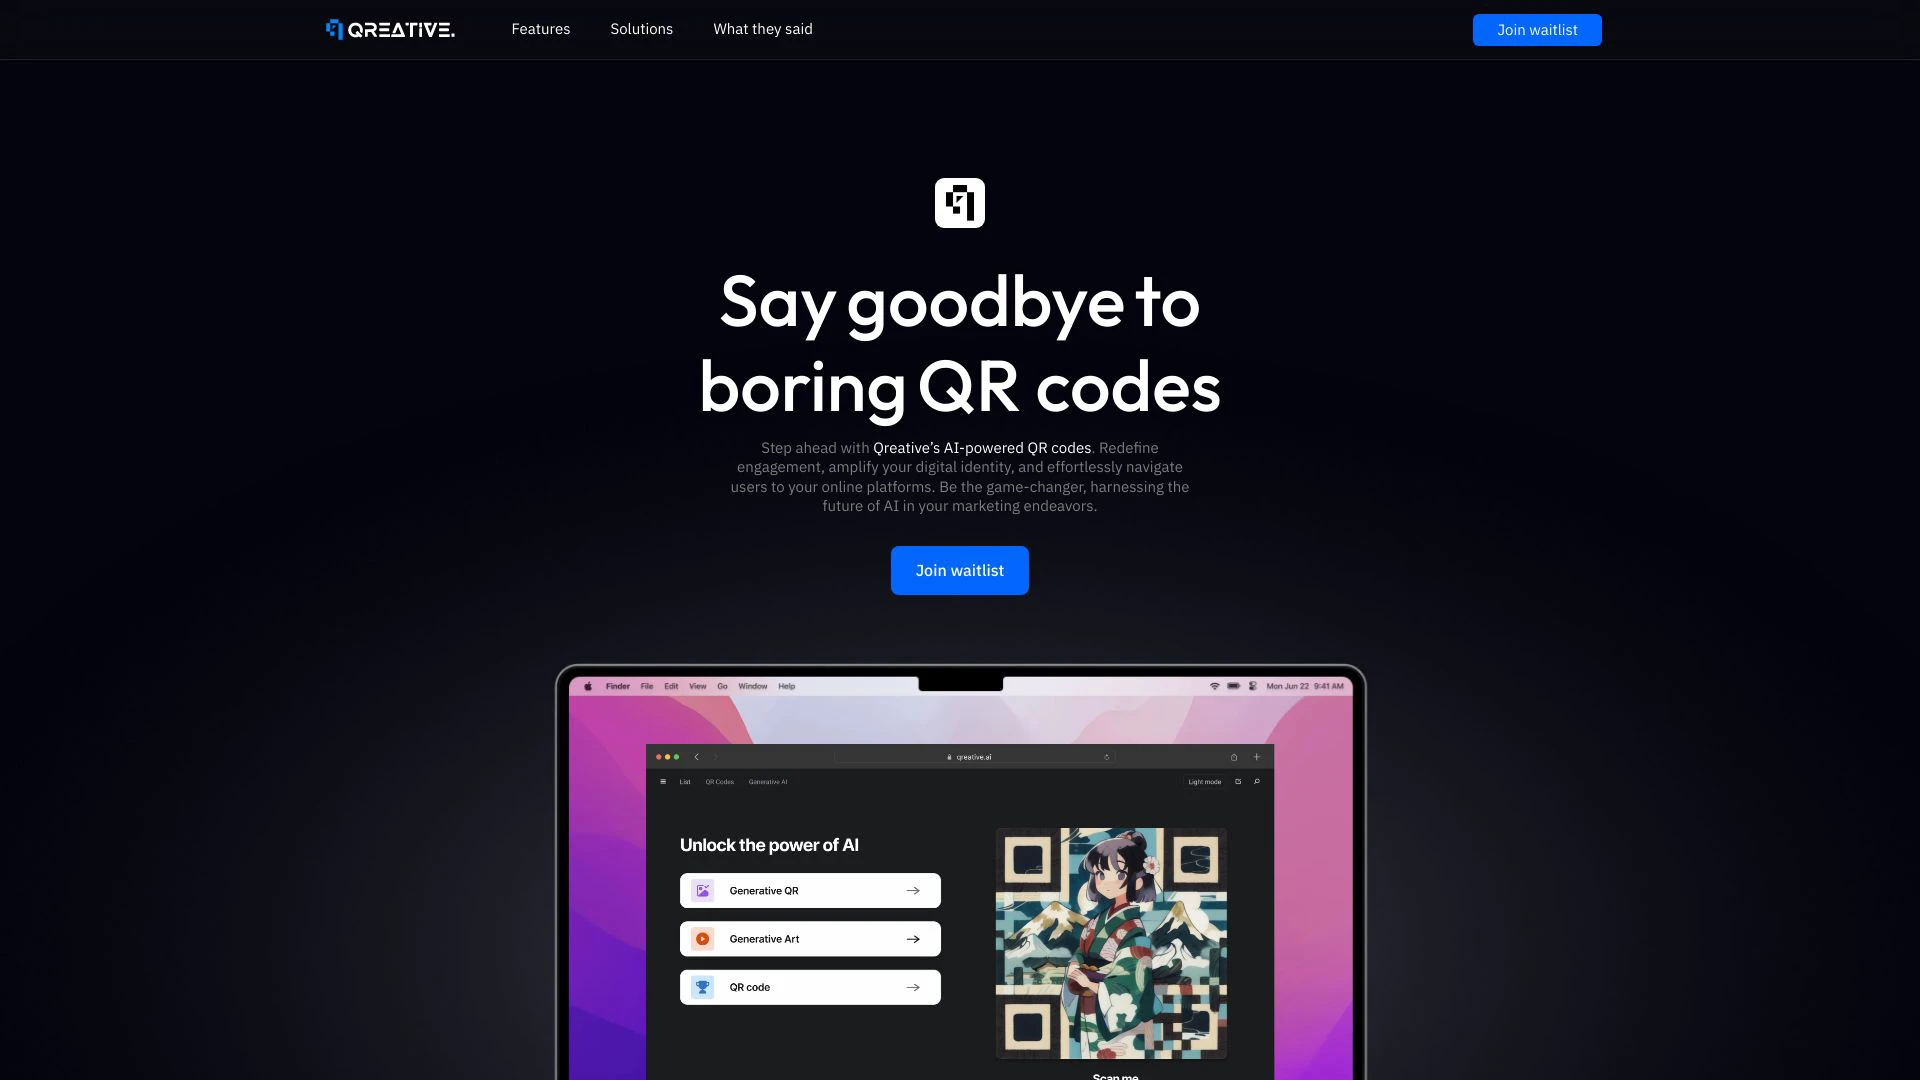 QREATIVE.
Features
Solutions
What they said
Join waitlist
Say goodbye to
boring QR codes
Step ahead with Qreative’s AI-powered QR codes. Redefine
engagement, amplify your digital identity, and effortlessly navigate
users to your online platforms. Be the game-changer, harnessing the
future of AI in your marketing endeavors.
Join waitlist
Finder File Edit View Go Window Help
Mon Jun 22 9:41 AM
qreative.ai
List QR Codes Generative AI
Light mode
Unlock the power of AI
Generative QR
Generative Art
QR code
Scan me